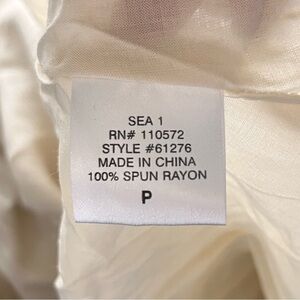 SEA 1
RN# 110572
STYLE #61276
MADE IN CHINA
100% SPUN RAYON
P